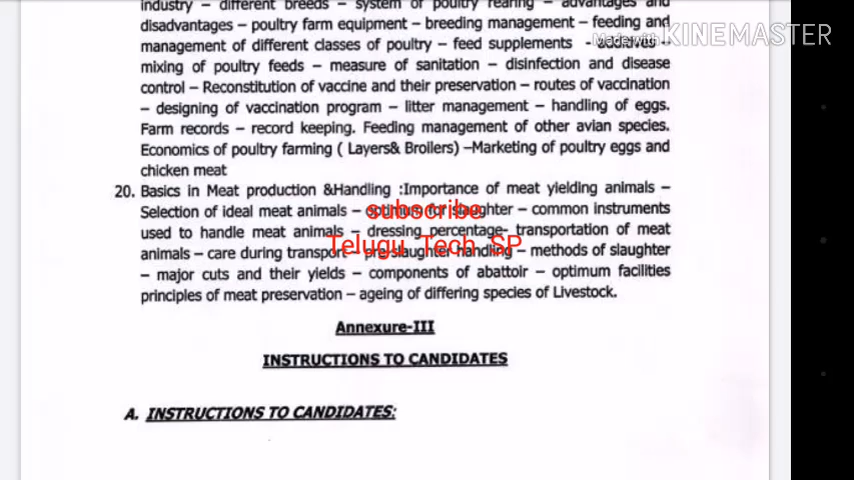 industry – different breeds – system of poultry rearing – advantages and
disadvantages – poultry farm equipment – breeding management – feeding and
management of different classes of poultry – feed supplements -
Made with KINEMASTER
mixing of poultry feeds – measure of sanitation – disinfection and disease
control – Reconstitution of vaccine and their preservation – routes of vaccination
– designing of vaccination program – litter management – handling of eggs.
Farm records – record keeping. Feeding management of other avian species.
Economics of poultry farming ( Layers& Broilers) –Marketing of poultry eggs and
chicken meat
20. Basics in Meat production &Handling :Importance of meat yielding animals –
Selection of ideal meat animals – optimum for slaughter – common instruments
subscribe
used to handle meat animals – dressing percentage- transportation of meat
Telugu Tech SP
animals – care during transport – pre-slaughter handling – methods of slaughter
– major cuts and their yields – components of abattoir – optimum facilities
principles of meat preservation – ageing of differing species of Livestock.
Annexure-III
INSTRUCTIONS TO CANDIDATES
A. INSTRUCTIONS TO CANDIDATES: